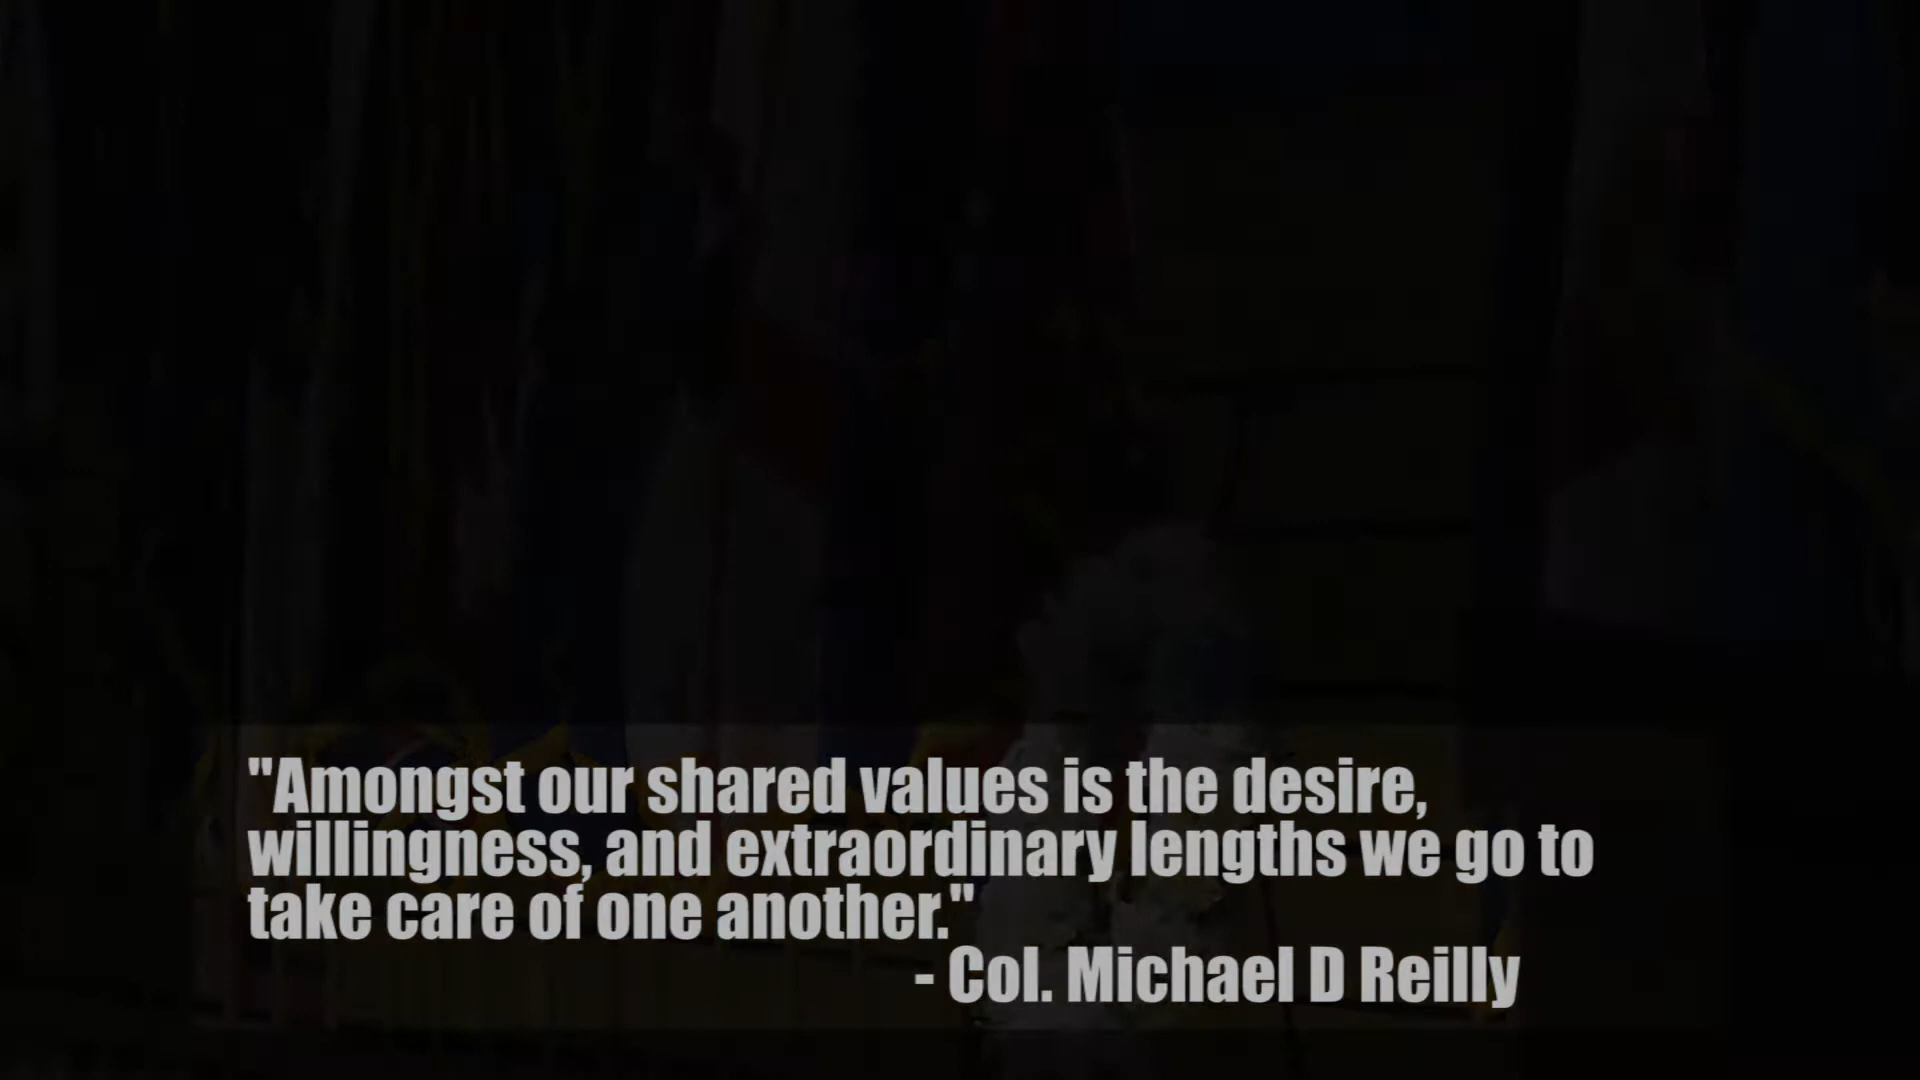 "Amongst our shared values is the desire,
willingness, and extraordinary lengths we go to
take care of one another."
- Col. Michael D Reilly